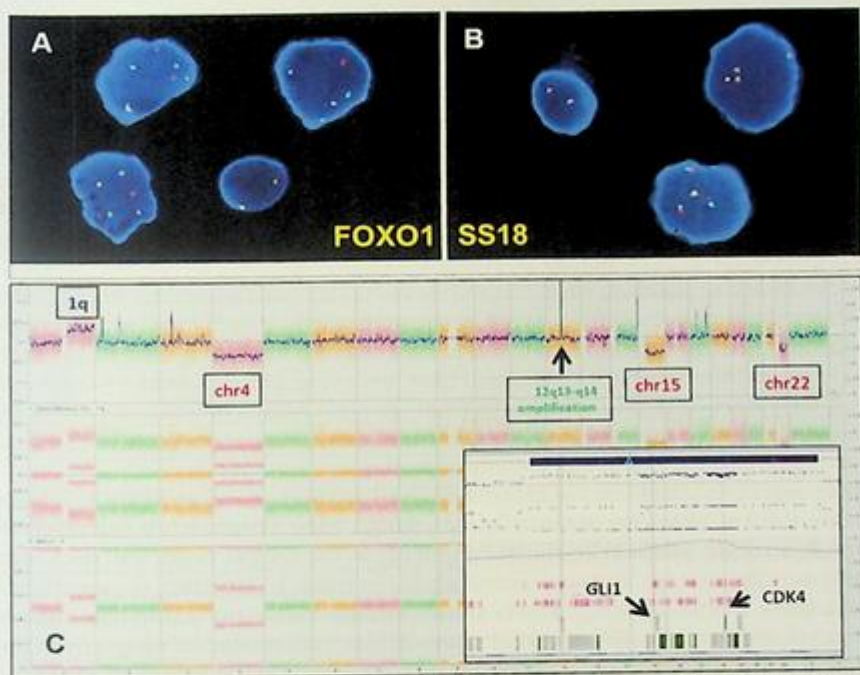 A
B
FOXO1
SS18
1q
chr4
12q13-q14
amplification
chr15
chr22
GLI1
CDK4
C